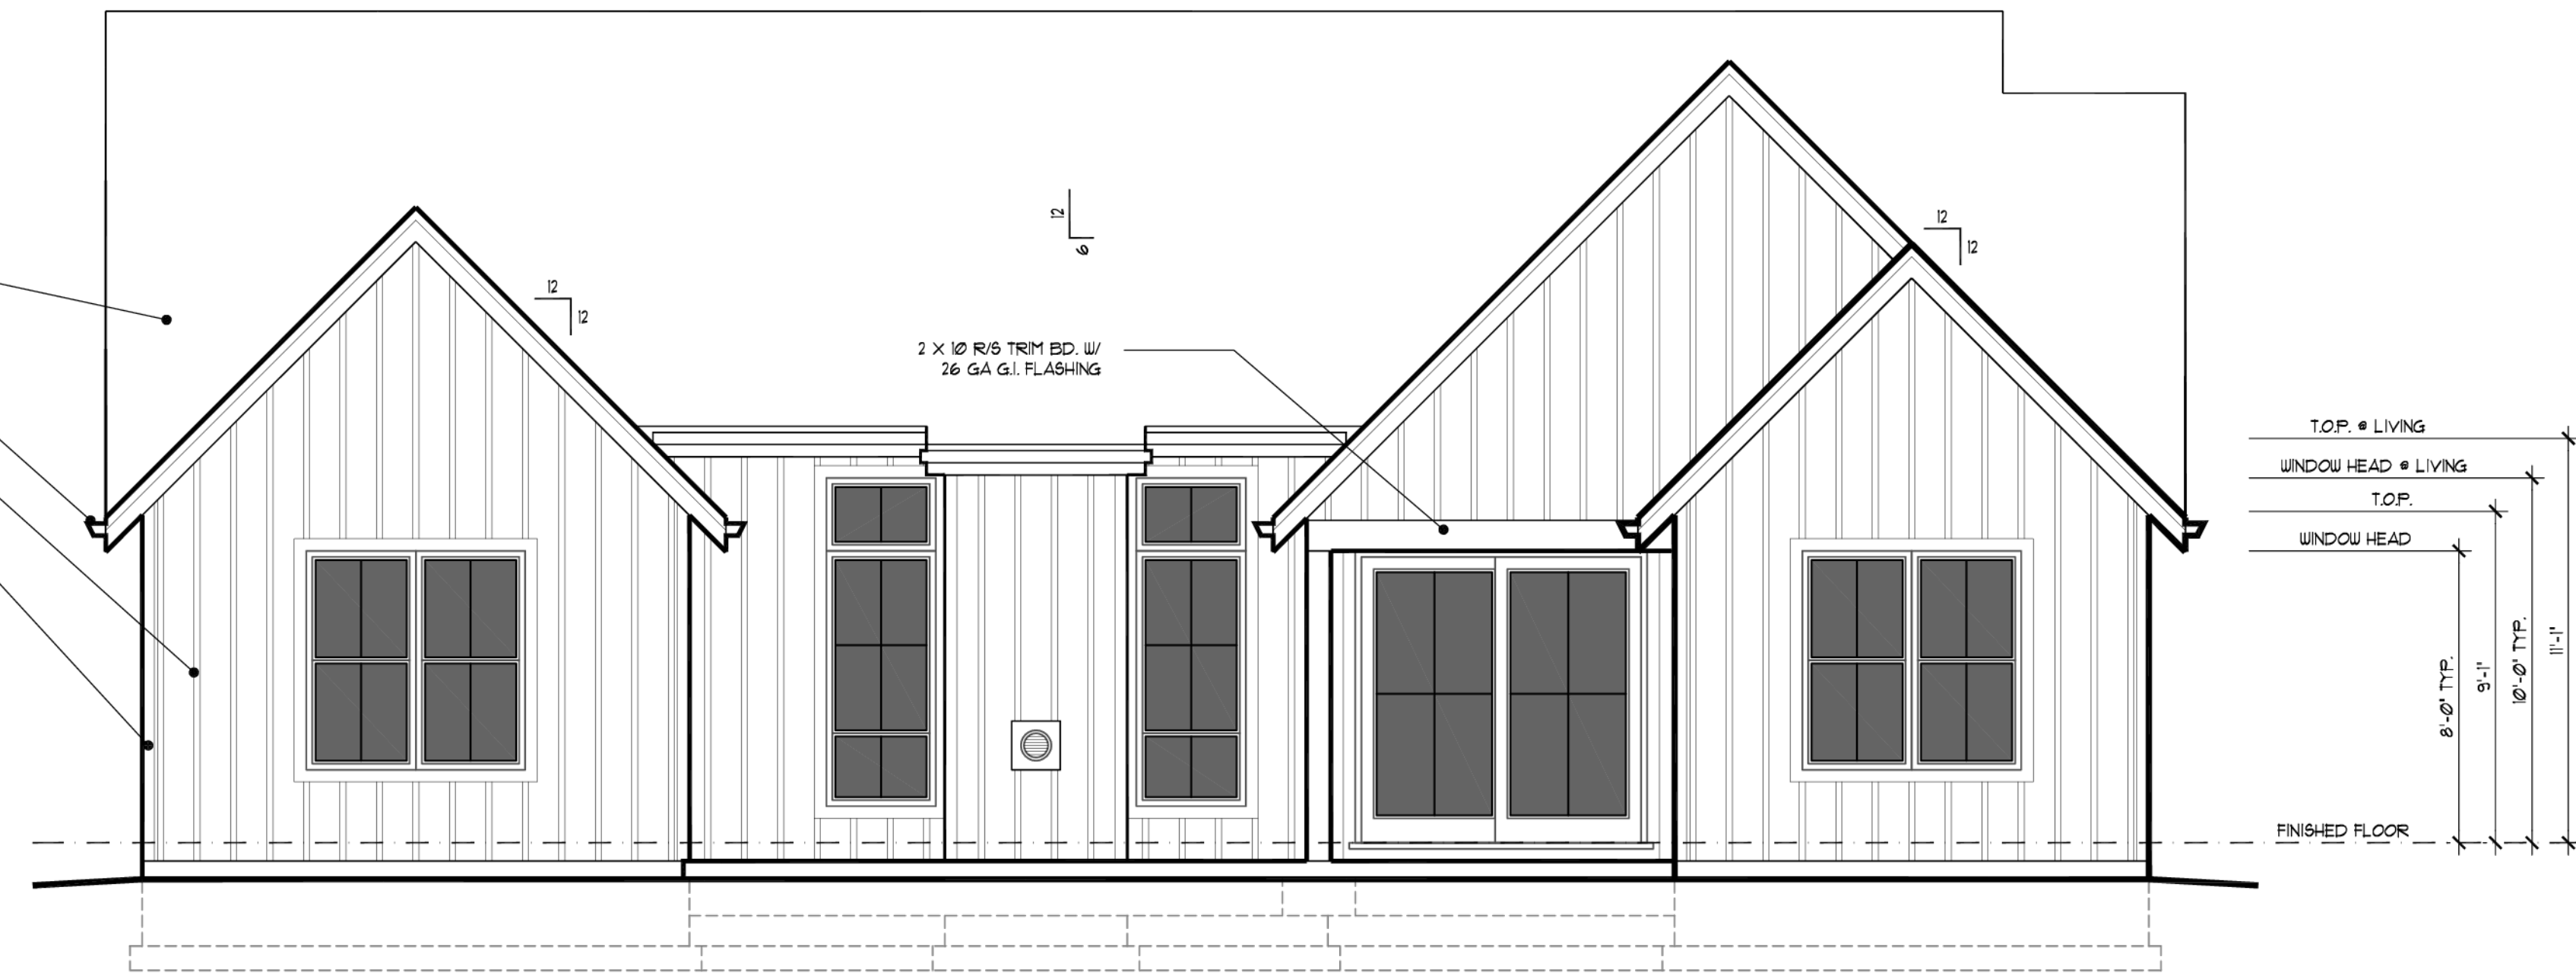 12
6
12
12
12
12
2 X 10 R/S TRIM BD. W/
26 GA G.I. FLASHING
T.O.P. @ LIVING
WINDOW HEAD @ LIVING
T.O.P.
WINDOW HEAD
8'-0" TYP.
9'-1"
10'-0" TYP.
11'-1"
FINISHED FLOOR